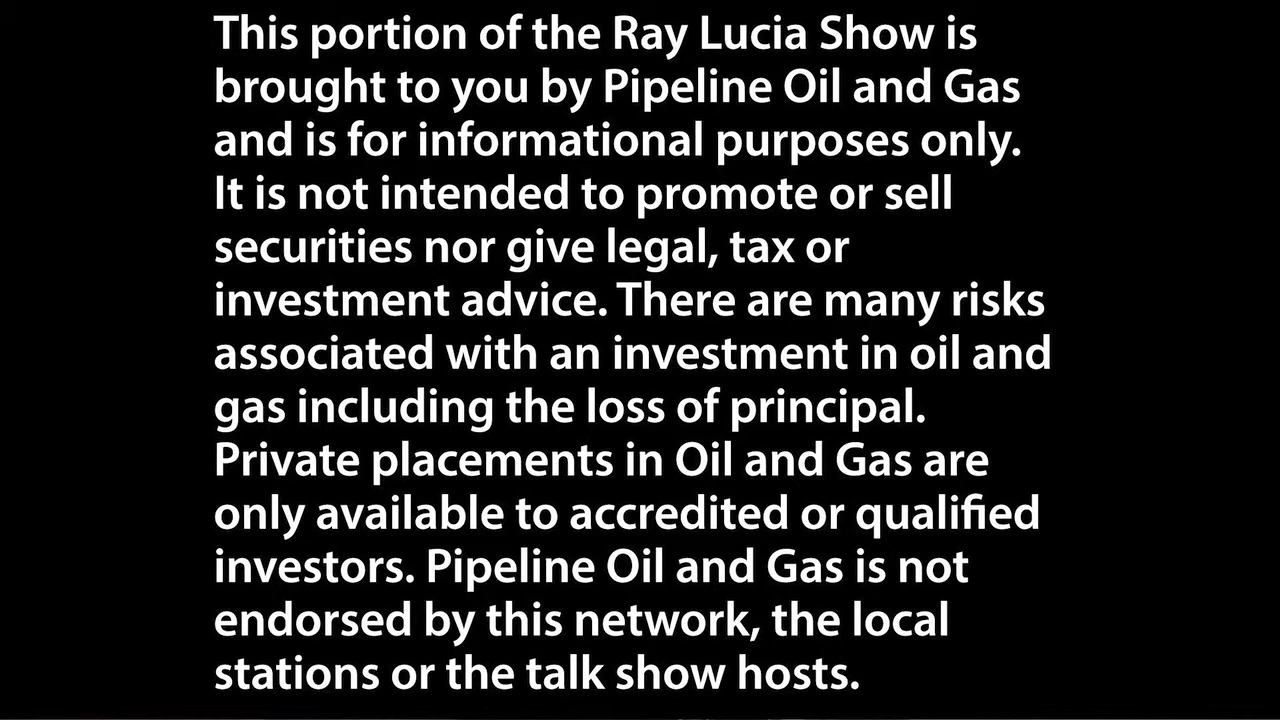 This portion of the Ray Lucia Show is
brought to you by Pipeline Oil and Gas
and is for informational purposes only.
It is not intended to promote or sell
securities nor give legal, tax or
investment advice. There are many risks
associated with an investment in oil and
gas including the loss of principal.
Private placements in Oil and Gas are
only available to accredited or qualified
investors. Pipeline Oil and Gas is not
endorsed by this network, the local
stations or the talk show hosts.